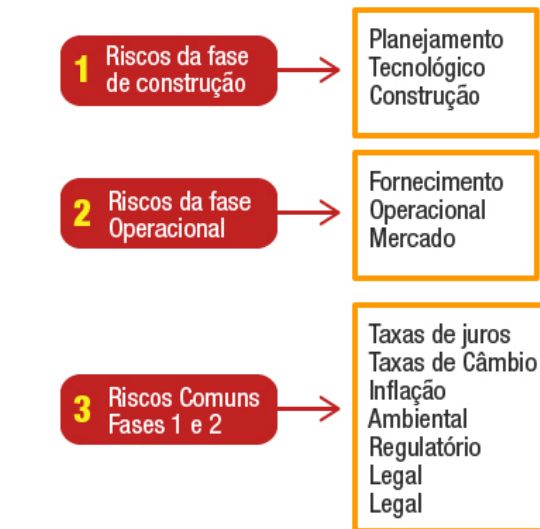 1
Riscos da fase
de construção
Planejamento
Tecnológico
Construção
2
Riscos da fase
Operacional
Fornecimento
Operacional
Mercado
3
Riscos Comuns
Fases 1 e 2
Taxas de juros
Taxas de Câmbio
Inflação
Ambiental
Regulatório
Legal
Legal